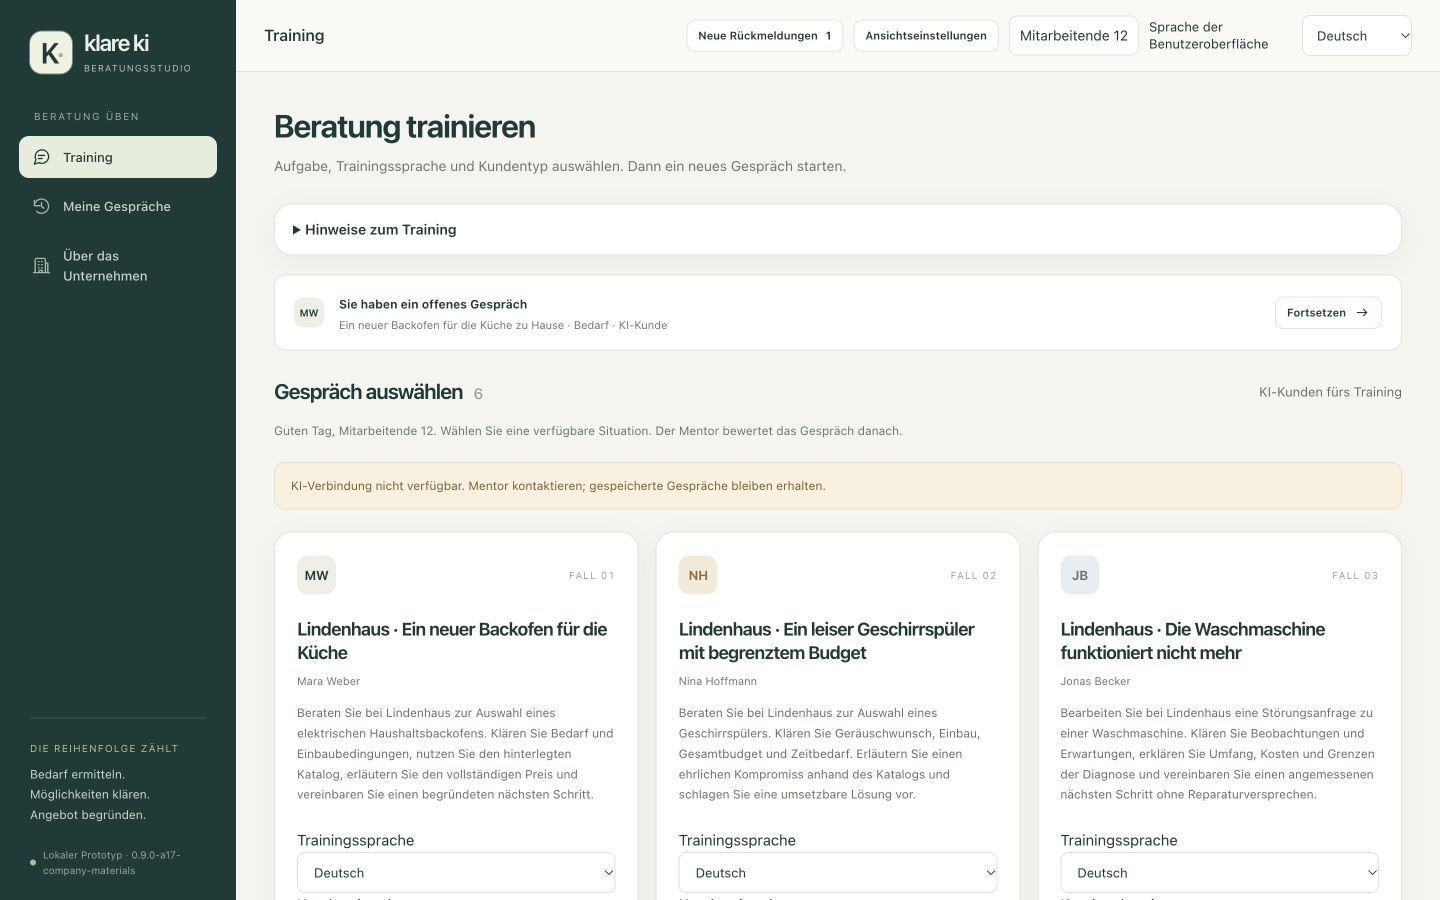 K.
klare ki
BERATUNGSSTUDIO
BERATUNG ÜBEN
Training
Meine Gespräche
Über das
Unternehmen
DIE REIHENFOLGE ZÄHLT
Bedarf ermitteln.
Möglichkeiten klären.
Angebot begründen.
Lokaler Prototyp · 0.9.0-a17-
company-materials
Training
Neue Rückmeldungen 1
Ansichtseinstellungen
Mitarbeitende 12
Sprache der
Benutzeroberfläche
Deutsch
Beratung trainieren
Aufgabe, Trainingssprache und Kundentyp auswählen. Dann ein neues Gespräch starten.
Hinweise zum Training
MW
Sie haben ein offenes Gespräch
Ein neuer Backofen für die Küche zu Hause · Bedarf · KI-Kunde
Fortsetzen
Gespräch auswählen 6
KI-Kunden fürs Training
Guten Tag, Mitarbeitende 12. Wählen Sie eine verfügbare Situation. Der Mentor bewertet das Gespräch danach.
KI-Verbindung nicht verfügbar. Mentor kontaktieren; gespeicherte Gespräche bleiben erhalten.
MW
FALL 01
Lindenhaus · Ein neuer Backofen für die
Küche
Mara Weber
Beraten Sie bei Lindenhaus zur Auswahl eines
elektrischen Haushaltsbackofens. Klären Sie Bedarf und
Einbaubedingungen, nutzen Sie den hinterlegten
Katalog, erläutern Sie den vollständigen Preis und
vereinbaren Sie einen begründeten nächsten Schritt.
Trainingssprache
Deutsch
NH
FALL 02
Lindenhaus · Ein leiser Geschirrspüler
mit begrenztem Budget
Nina Hoffmann
Beraten Sie bei Lindenhaus zur Auswahl eines
Geschirrspülers. Klären Sie Geräuschwunsch, Einbau,
Gesamtbudget und Zeitbedarf. Erläutern Sie einen
ehrlichen Kompromiss anhand des Katalogs und
schlagen Sie eine umsetzbare Lösung vor.
Trainingssprache
Deutsch
JB
FALL 03
Lindenhaus · Die Waschmaschine
funktioniert nicht mehr
Jonas Becker
Bearbeiten Sie bei Lindenhaus eine Störungsanfrage zu
einer Waschmaschine. Klären Sie Beobachtungen und
Erwartungen, erklären Sie Umfang, Kosten und Grenzen
der Diagnose und vereinbaren Sie einen angemessenen
nächsten Schritt ohne Reparaturversprechen.
Trainingssprache
Deutsch